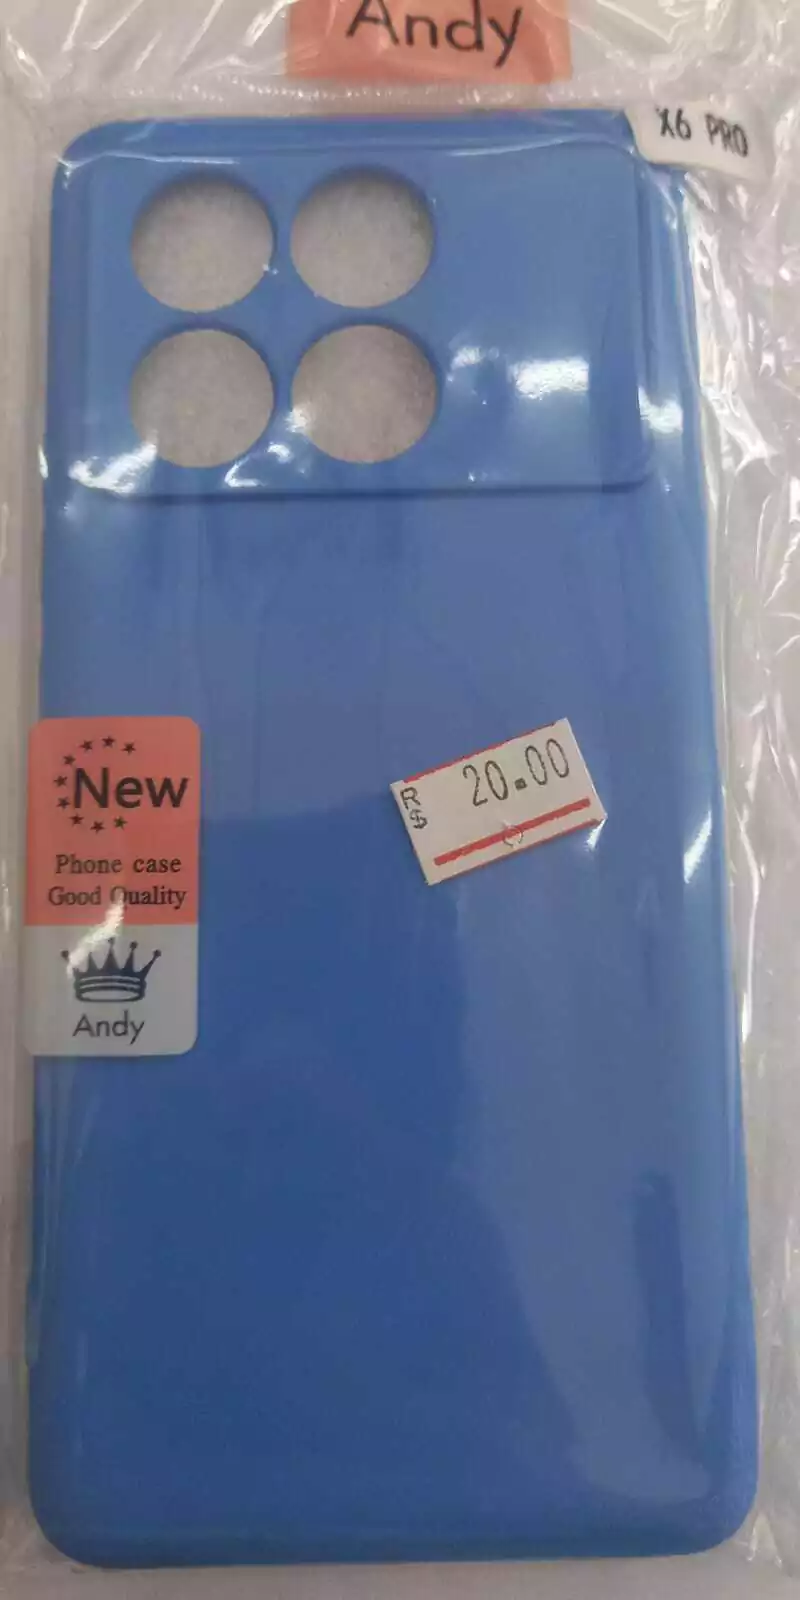 Andy
X6 PRO
R$ 20.00
New
Phone case
Good Quality
Andy